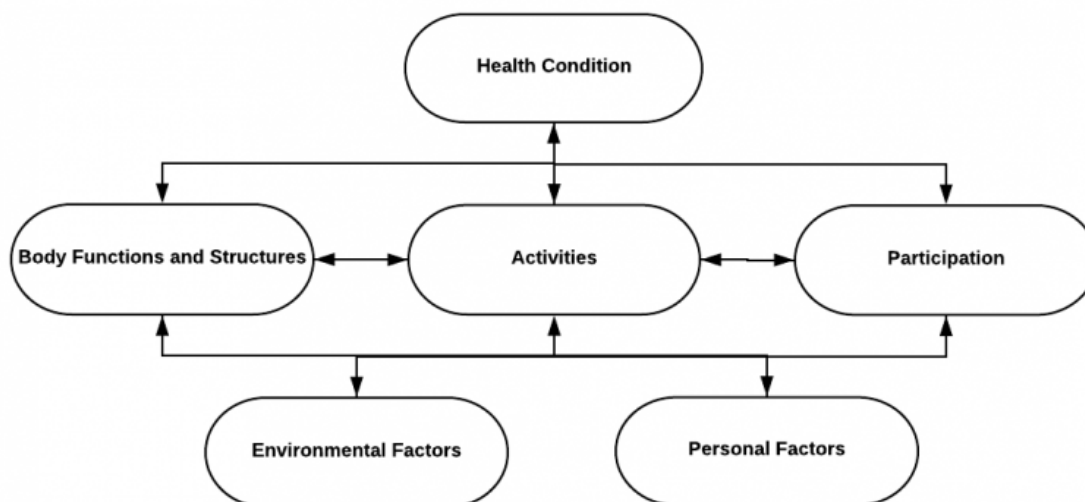 Health Condition
Body Functions and Structures
Activities
Participation
Environmental Factors
Personal Factors